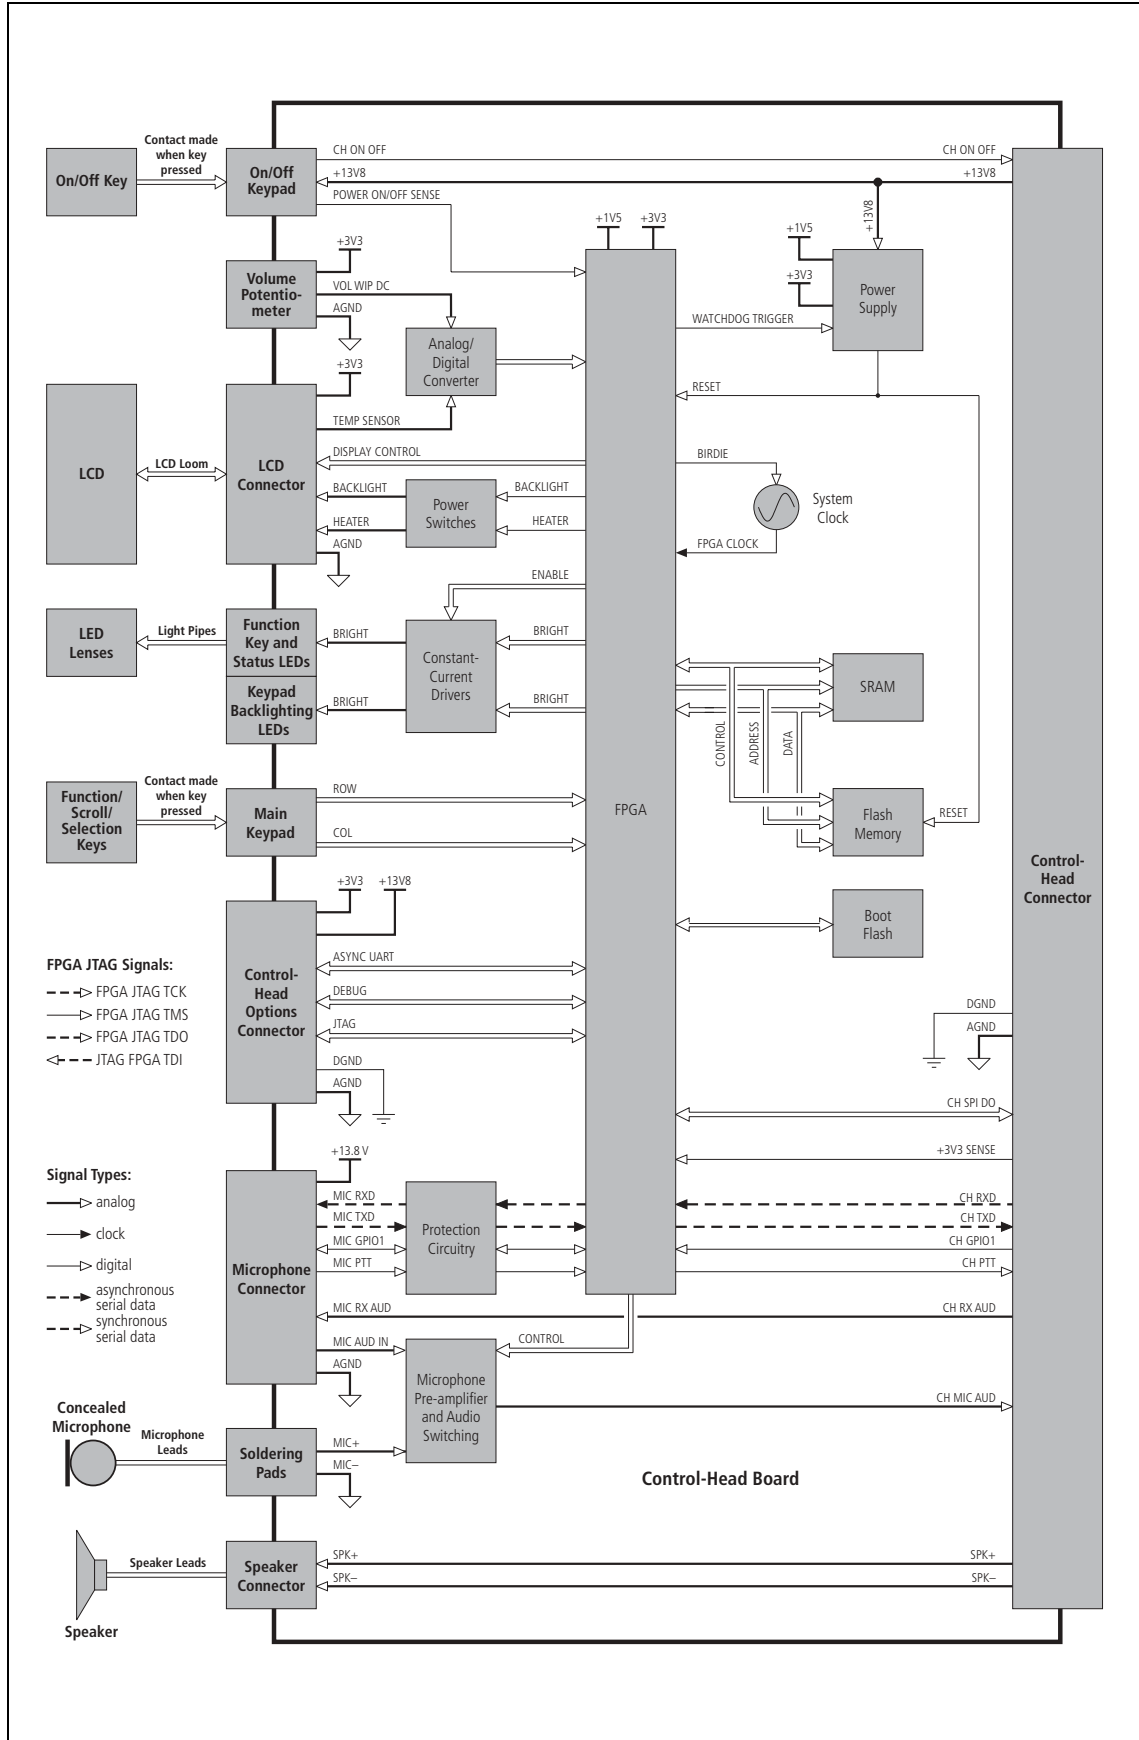 Contact made
when key
pressed
On/Off Key
On/Off
Keypad
CH ON OFF
CH ON OFF
+13V8
+13V8
POWER ON/OFF SENSE
+13V8
+1V5
+3V3
+1V5
+3V3
Power
Supply
+3V3
Volume
Potentio-
meter
VOL WIP DC
AGND
Analog/
Digital
Converter
WATCHDOG TRIGGER
+3V3
TEMP SENSOR
RESET
LCD
LCD Loom
LCD
Connector
DISPLAY CONTROL
BACKLIGHT
HEATER
AGND
Power
Switches
BACKLIGHT
HEATER
BIRDIE
System
Clock
FPGA CLOCK
ENABLE
LED
Lenses
Light Pipes
Function
Key and
Status LEDs
Keypad
Backlighting
LEDs
BRIGHT
BRIGHT
Constant-
Current
Drivers
BRIGHT
BRIGHT
SRAM
CONTROL
ADDRESS
DATA
Function/
Scroll/
Selection
Keys
Contact made
when key
pressed
Main
Keypad
ROW
COL
FPGA
Flash
Memory
RESET
Control-
Head
Connector
+3V3
+13V8
Boot
Flash
Control-
Head
Options
Connector
ASYNC UART
DEBUG
JTAG
DGND
AGND
FPGA JTAG Signals:
FPGA JTAG TCK
FPGA JTAG TMS
FPGA JTAG TDO
JTAG FPGA TDI
DGND
AGND
CH SPI DO
+3V3 SENSE
+13.8 V
Signal Types:
analog
clock
digital
asynchronous
serial data
synchronous
serial data
Microphone
Connector
MIC RXD
MIC TXD
MIC GPIO1
MIC PTT
Protection
Circuitry
CH RXD
CH TXD
CH GPIO1
CH PTT
MIC RX AUD
CH RX AUD
MIC AUD IN
AGND
CONTROL
Microphone
Pre-amplifier
and Audio
Switching
CH MIC AUD
Concealed
Microphone
Microphone
Leads
Soldering
Pads
MIC+
MIC–
Control-Head Board
Speaker Leads
Speaker
Connector
SPK+
SPK–
SPK+
SPK–
Speaker